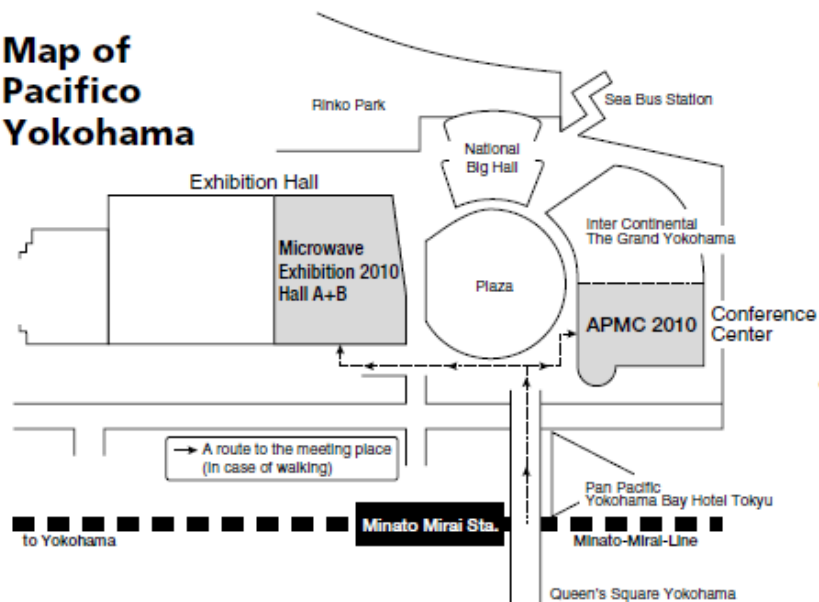 Map of
Pacifico
Yokohama
Rinko Park
Sea Bus Station
National
Big Hall
Exhibition Hall
Inter Continental
The Grand Yokohama
Microwave
Exhibition 2010
Hall A+B
Plaza
APMC 2010
Conference
Center
A route to the meeting place
(in case of walking)
Pan Pacific
Yokohama Bay Hotel Tokyu
Minato Mirai Sta.
to Yokohama
Minato-Mirai-Line
Queen's Square Yokohama